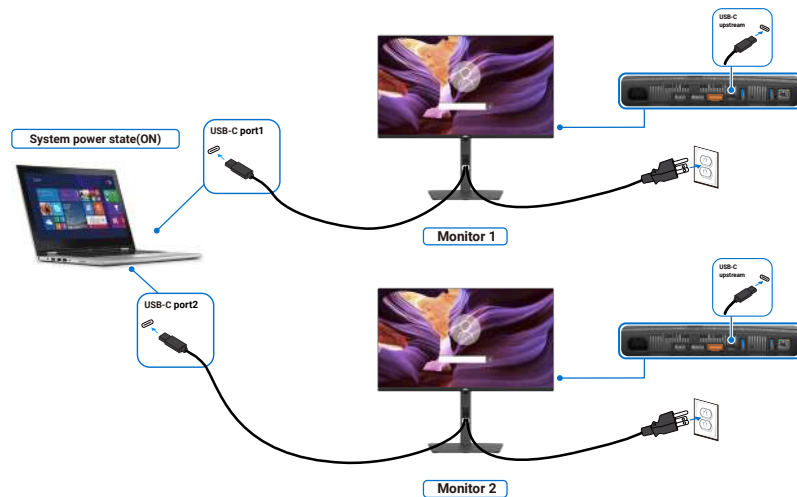 USB-C
upstream
USB-C port1
System power state(ON)
Monitor 1
USB-C port2
USB-C
upstream
Monitor 2